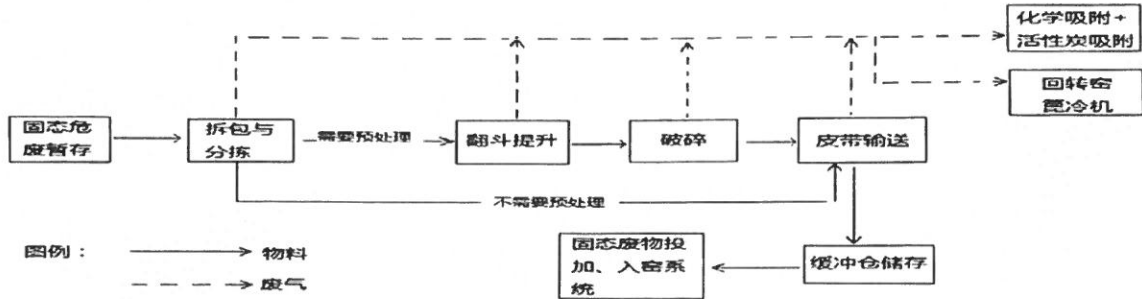 化学吸附+
活性炭吸附
回转窑
篦冷机
固态危
废暂存
拆包与
分拣
需要预处理
翻斗提升
破碎
皮带输送
不需要预处理
图例：
物料
废气
固态废物投
加、入窑系
统
缓冲仓储存